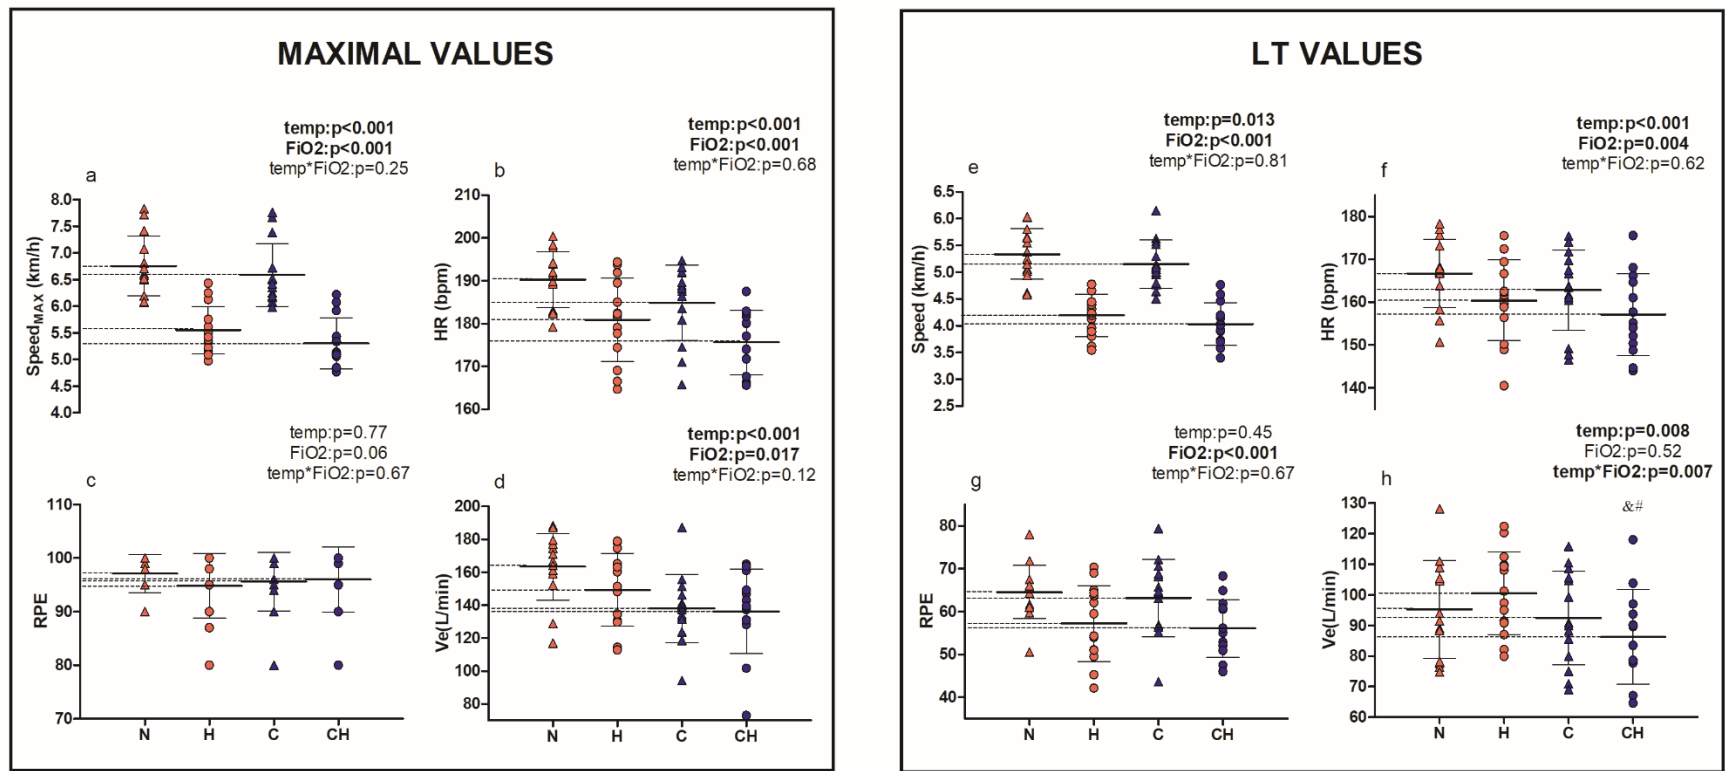 MAXIMAL VALUES
temp:p<0.001
FiO2:p<0.001
temp*FiO2:p=0.25
a
Speed MAX (km/h)
8.0
7.5
7.0
6.5
6.0
5.5
5.0
4.5
4.0
temp:p<0.001
FiO2:p<0.001
temp*FiO2:p=0.68
b
HR (bpm)
210
200
190
180
170
160
temp:p=0.77
FiO2:p=0.06
temp*FiO2:p=0.67
c
RPE
110
100
90
80
70
N H C CH
temp:p<0.001
FiO2:p=0.017
temp*FiO2:p=0.12
d
Ve(L/min)
200
180
160
140
120
100
80
N H C CH
LT VALUES
temp:p=0.013
FiO2:p<0.001
temp*FiO2:p=0.81
e
Speed (km/h)
6.5
6.0
5.5
5.0
4.5
4.0
3.5
3.0
2.5
temp:p<0.001
FiO2:p=0.004
temp*FiO2:p=0.62
f
HR (bpm)
170
160
150
140
temp:p=0.45
FiO2:p<0.001
temp*FiO2:p=0.67
g
RPE
80
70
60
50
40
N H C CH
temp:p=0.008
FiO2:p=0.52
temp*FiO2:p=0.007
h
&#
Ve(L/min)
130
120
110
100
90
80
70
60
N H C CH